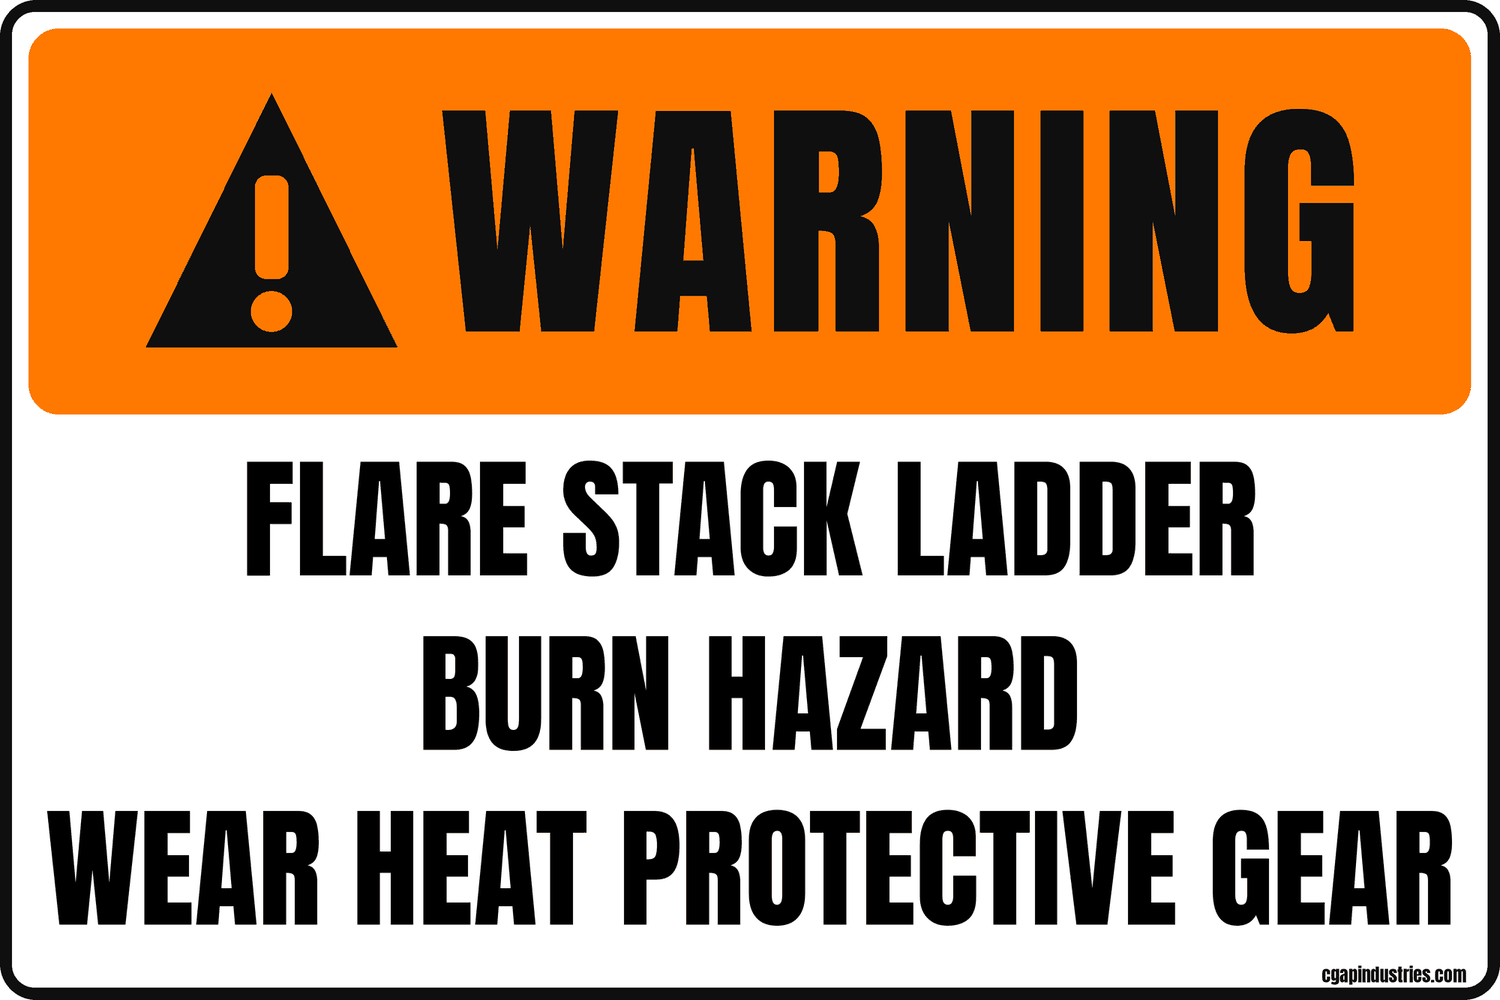 WARNING
FLARE STACK LADDER
BURN HAZARD
WEAR HEAT PROTECTIVE GEAR
cgapindustries.com